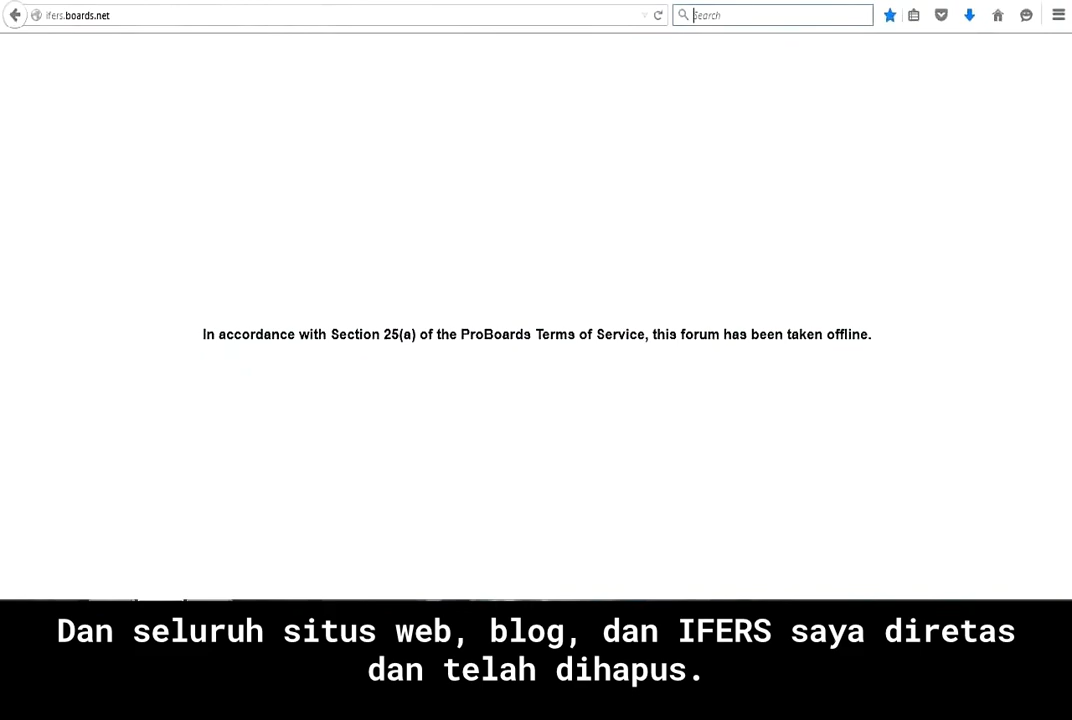 ifers.boards.net
Search
In accordance with Section 25(a) of the ProBoards Terms of Service, this forum has been taken offline.
Dan seluruh situs web, blog, dan IFERS saya diretas
dan telah dihapus.